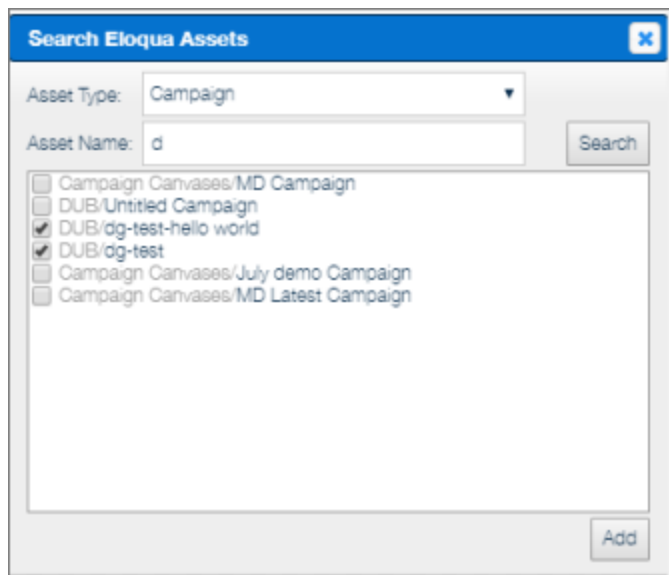 Search Eloqua Assets
Asset Type: Campaign
Asset Name: d Search
Campaign Canvases/MD Campaign
DUB/Untitled Campaign
DUB/dg-test-hello world
DUB/dg-test
Campaign Canvases/July demo Campaign
Campaign Canvases/MD Latest Campaign
Add